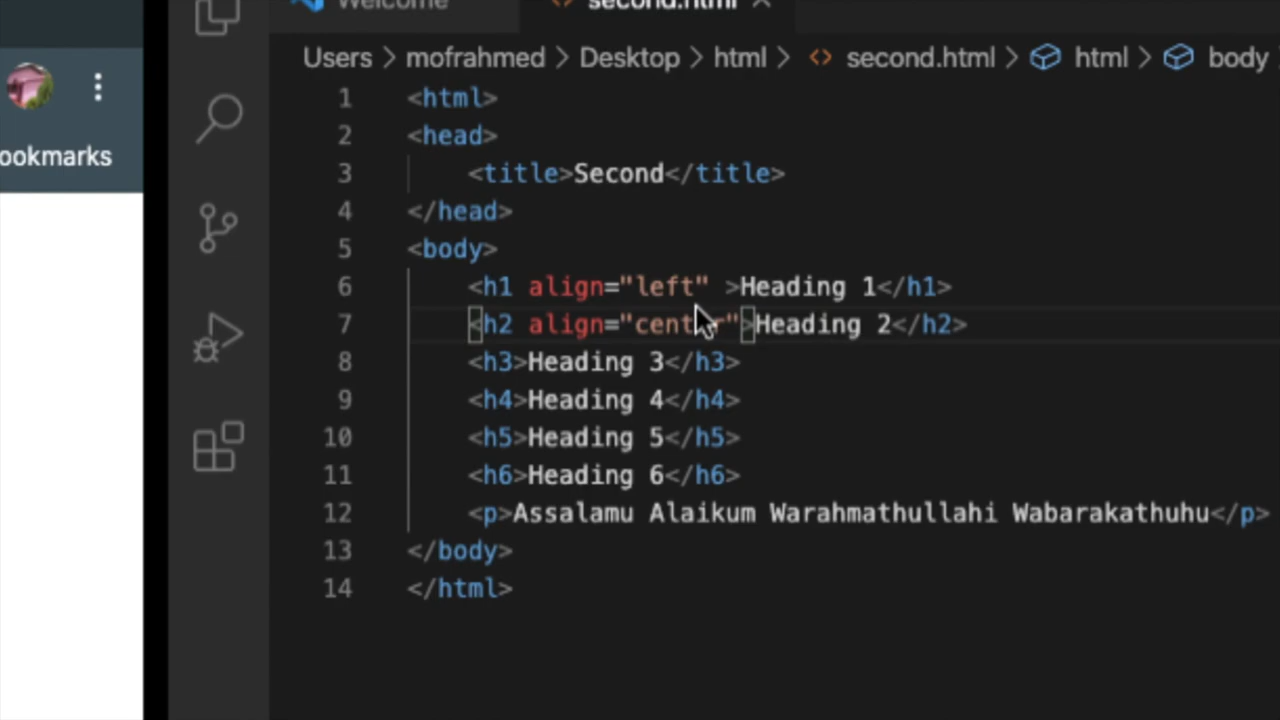 Welcome
second.html
ookmarks
Users > mofrahmed > Desktop > html > second.html > html > body
1 <html>
2 <head>
3 <title>Second</title>
4 </head>
5 <body>
6 <h1 align="left" >Heading 1</h1>
7 <h2 align="center">Heading 2</h2>
8 <h3>Heading 3</h3>
9 <h4>Heading 4</h4>
10 <h5>Heading 5</h5>
11 <h6>Heading 6</h6>
12 <p>Assalamu Alaikum Warahmathullahi Wabarakathuhu</p>
13 </body>
14 </html>